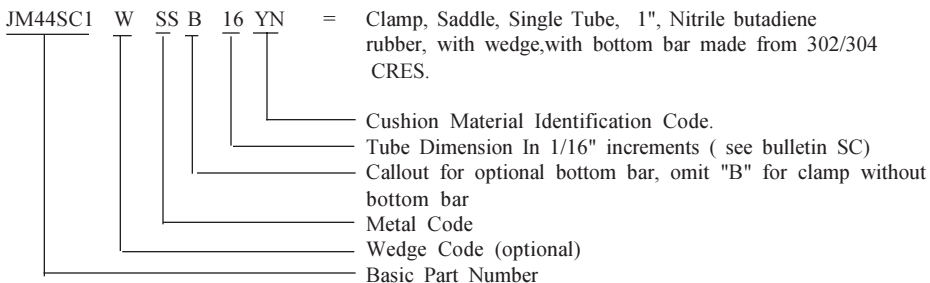 JM44SC1 W SS B 16 YN = Clamp, Saddle, Single Tube, 1", Nitrile butadiene
rubber, with wedge,with bottom bar made from 302/304
CRES.
Cushion Material Identification Code.
Tube Dimension In 1/16" increments ( see bulletin SC)
Callout for optional bottom bar, omit "B" for clamp without
bottom bar
Metal Code
Wedge Code (optional)
Basic Part Number